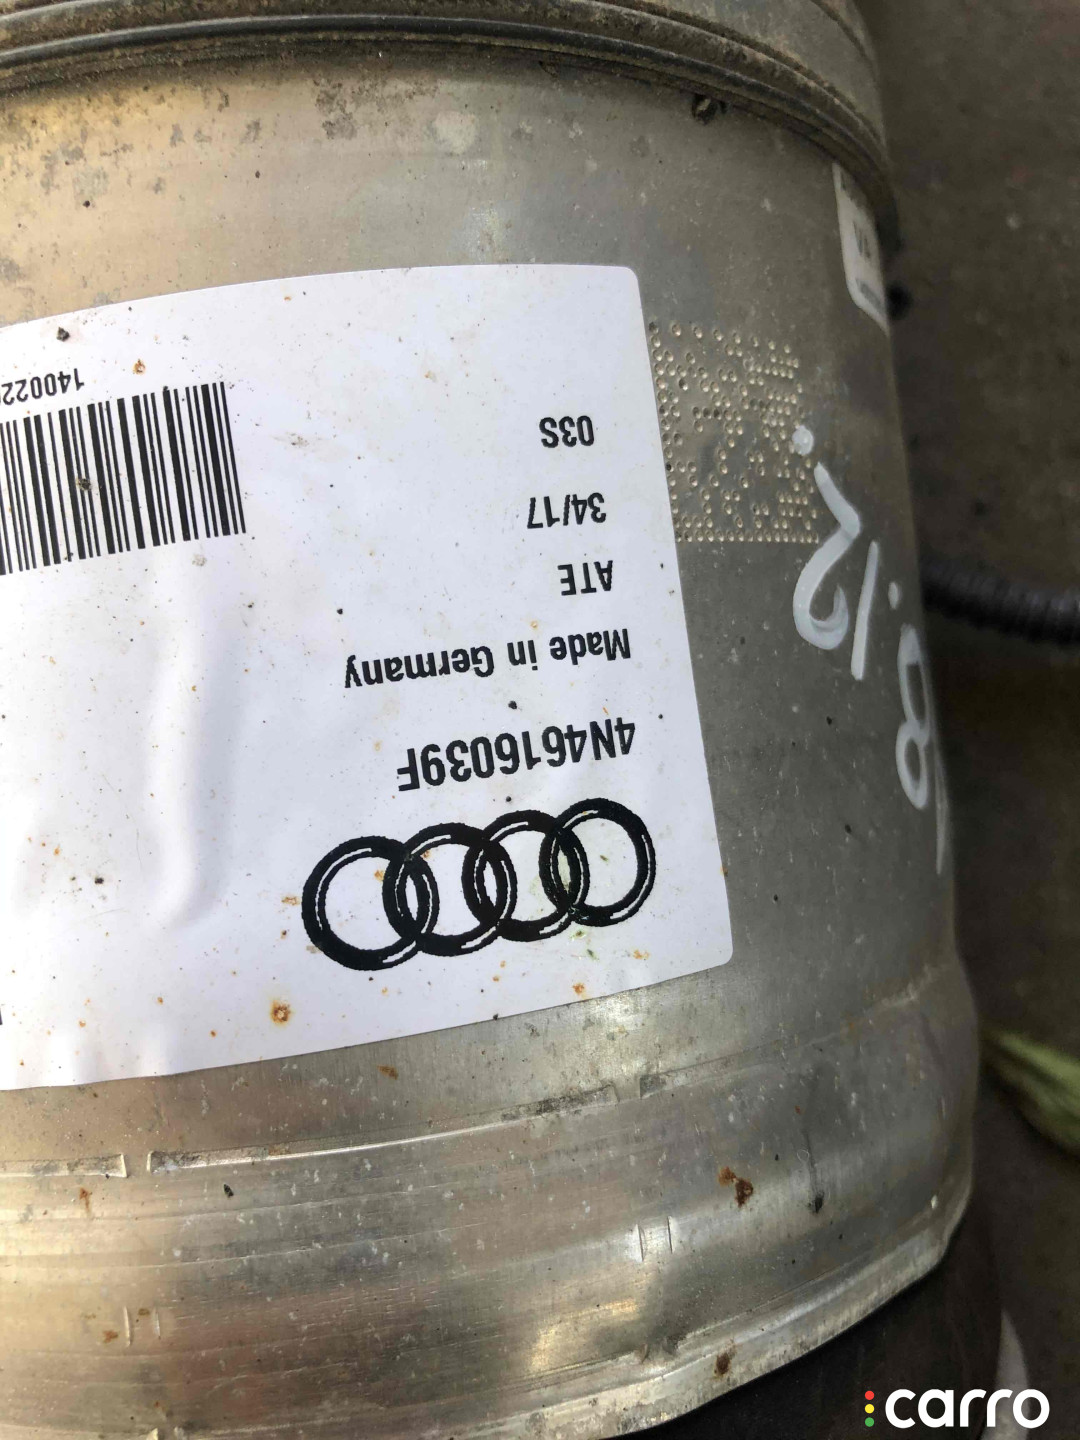 4N4616039F
Made in Germany
ATE
34/17
03S
carro